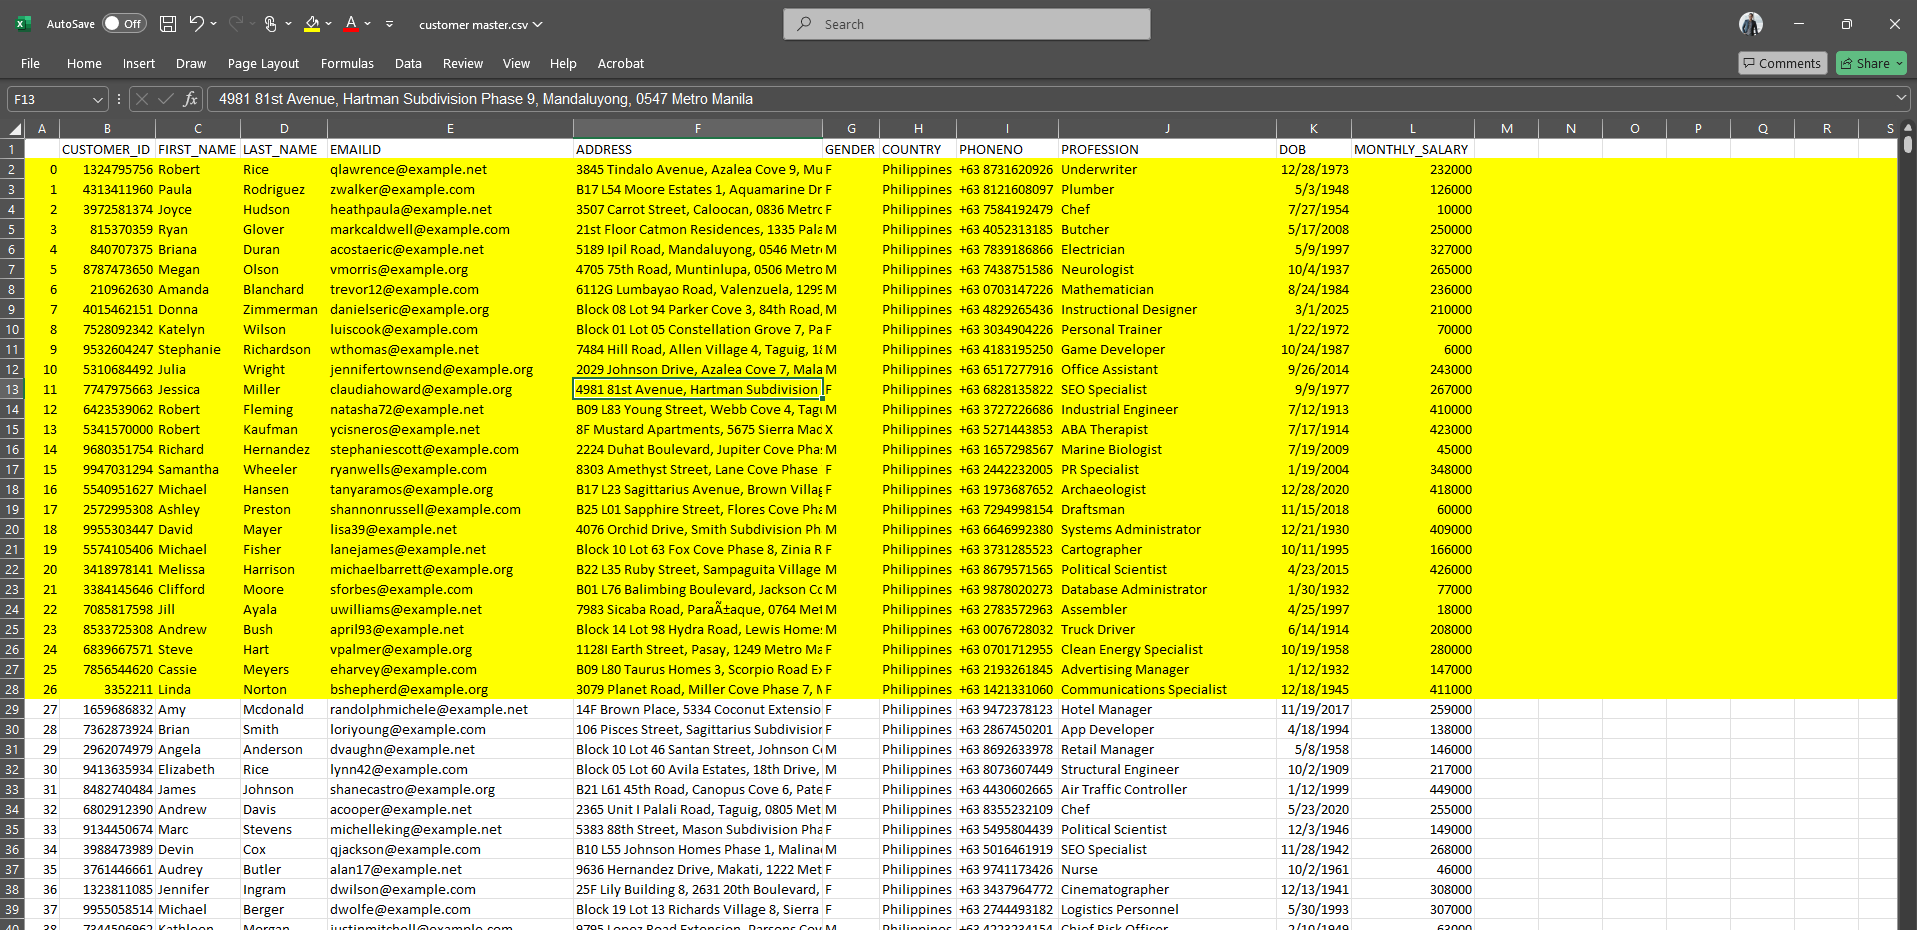 AutoSave Off customer master.csv Search
File Home Insert Draw Page Layout Formulas Data Review View Help Acrobat Comments Share
F13 fx 4981 81st Avenue, Hartman Subdivision Phase 9, Mandaluyong, 0547 Metro Manila
A B C D E F G H I J K L M N O P Q R S
1 CUSTOMER_ID FIRST_NAME LAST_NAME EMAILID ADDRESS GENDER COUNTRY PHONENO PROFESSION DOB MONTHLY_SALARY
2 0 1324795756 Robert Rice qlawrence@example.net 3845 Tindalo Avenue, Azalea Cove 9, Mu F Philippines +63 8731620926 Underwriter 12/28/1973 232000
3 1 4313411960 Paula Rodriguez zwalker@example.com B17 L54 Moore Estates 1, Aquamarine Dr F Philippines +63 8121608097 Plumber 5/3/1948 126000
4 2 3972581374 Joyce Hudson heathpaula@example.net 3507 Carrot Street, Caloocan, 0836 Metro F Philippines +63 7584192479 Chef 7/27/1954 10000
5 3 815370359 Ryan Glover markcaldwell@example.com 21st Floor Catmon Residences, 1335 Pala M Philippines +63 4052313185 Butcher 5/17/2008 250000
6 4 840707375 Briana Duran acostaeric@example.net 5189 Ipil Road, Mandaluyong, 0546 Metr M Philippines +63 7839186866 Electrician 5/9/1997 327000
7 5 8787473650 Megan Olson vmorris@example.org 4705 75th Road, Muntinlupa, 0506 Metro M Philippines +63 7438751586 Neurologist 10/4/1937 265000
8 6 210962630 Amanda Blanchard trevor12@example.com 6112G Lumbayao Road, Valenzuela, 1299 M Philippines +63 0703147226 Mathematician 8/24/1984 236000
9 7 4015462151 Donna Zimmerman danielseric@example.org Block 08 Lot 94 Parker Cove 3, 84th Road, M Philippines +63 4829265436 Instructional Designer 3/1/2025 210000
10 8 7528092342 Katelyn Wilson luiscook@example.com Block 01 Lot 05 Constellation Grove 7, Pa F Philippines +63 3034904226 Personal Trainer 1/22/1972 70000
11 9 9532604247 Stephanie Richardson wthomas@example.net 7484 Hill Road, Allen Village 4, Taguig, 18 M Philippines +63 4183195250 Game Developer 10/24/1987 6000
12 10 5310684492 Julia Wright jennifertownsend@example.org 2029 Johnson Drive, Azalea Cove 7, Mala M Philippines +63 6517277916 Office Assistant 9/26/2014 243000
13 11 7747975663 Jessica Miller claudiahoward@example.org 4981 81st Avenue, Hartman Subdivision F Philippines +63 6828135822 SEO Specialist 9/9/1977 267000
14 12 6423539062 Robert Fleming natasha72@example.net B09 L83 Young Street, Webb Cove 4, Tagu M Philippines +63 3727226686 Industrial Engineer 7/12/1913 410000
15 13 5341570000 Robert Kaufman ycisneros@example.net 8F Mustard Apartments, 5675 Sierra Mad X Philippines +63 5271443853 ABA Therapist 7/17/1914 423000
16 14 9680351754 Richard Hernandez stephaniescott@example.com 2224 Duhat Boulevard, Jupiter Cove Pha M Philippines +63 1657298567 Marine Biologist 7/19/2009 45000
17 15 9947031294 Samantha Wheeler ryanwells@example.com 8303 Amethyst Street, Lane Cove Phase F Philippines +63 2442232005 PR Specialist 1/19/2004 348000
18 16 5540951627 Michael Hansen tanyaramos@example.org B17 L23 Sagittarius Avenue, Brown Villag F Philippines +63 1973687652 Archaeologist 12/28/2020 418000
19 17 2572995308 Ashley Preston shannonrussell@example.com B25 L01 Sapphire Street, Flores Cove Pha M Philippines +63 7294998154 Draftsman 11/15/2018 60000
20 18 9955303447 David Mayer lisa39@example.net 4076 Orchid Drive, Smith Subdivision Ph M Philippines +63 6646992380 Systems Administrator 12/21/1930 409000
21 19 5574105406 Michael Fisher lanejames@example.net Block 10 Lot 63 Fox Cove Phase 8, Zinia R F Philippines +63 3731285523 Cartographer 10/11/1995 166000
22 20 3418978141 Melissa Harrison michaelbarrett@example.org B22 L35 Ruby Street, Sampaguita Village M Philippines +63 8679571565 Political Scientist 4/23/2015 426000
23 21 3384145646 Clifford Moore sforbes@example.com B01 L76 Balimbing Boulevard, Jackson Co M Philippines +63 9878020273 Database Administrator 1/30/1932 77000
24 22 7085817598 Jill Ayala uwilliams@example.net 7983 Sicaba Road, ParaÃ±aque, 0764 Met M Philippines +63 2783572963 Assembler 4/25/1997 18000
25 23 8533725308 Andrew Bush april93@example.net Block 14 Lot 98 Hydra Road, Lewis Home M Philippines +63 0076728032 Truck Driver 6/14/1914 208000
26 24 6839667571 Steve Hart vpalmer@example.org 1128I Earth Street, Pasay, 1249 Metro Ma F Philippines +63 0701712955 Clean Energy Specialist 10/19/1958 280000
27 25 7856544620 Cassie Meyers eharvey@example.com B09 L80 Taurus Homes 3, Scorpio Road Ex F Philippines +63 2193261845 Advertising Manager 1/12/1932 147000
28 26 3352211 Linda Norton bshepherd@example.org 3079 Planet Road, Miller Cove Phase 7, F Philippines +63 1421331060 Communications Specialist 12/18/1945 411000
29 27 1659686832 Amy Mcdonald randolphmichele@example.net 14F Brown Place, 5334 Coconut Extensio F Philippines +63 9472378123 Hotel Manager 11/19/2017 259000
30 28 7362873924 Brian Smith loriyoung@example.com 106 Pisces Street, Sagittarius Subdivision F Philippines +63 2867450201 App Developer 4/18/1994 138000
31 29 2962074979 Angela Anderson dvaughn@example.net Block 10 Lot 46 Santan Street, Johnson C M Philippines +63 8692633978 Retail Manager 5/8/1958 146000
32 30 9413635934 Elizabeth Rice lynn42@example.com Block 05 Lot 60 Avila Estates, 18th Drive, M Philippines +63 8073607449 Structural Engineer 10/2/1909 217000
33 31 8482740484 James Johnson shanecastro@example.org B21 L61 45th Road, Canopus Cove 6, Pate F Philippines +63 4430602665 Air Traffic Controller 1/12/1999 449000
34 32 6802912390 Andrew Davis acooper@example.net 2365 Unit I Palali Road, Taguig, 0805 Met M Philippines +63 8355232109 Chef 5/23/2020 255000
35 33 9134450674 Marc Stevens michelleking@example.net 5383 88th Street, Mason Subdivision Pha F Philippines +63 5495804439 Political Scientist 12/3/1946 149000
36 34 3988473989 Devin Cox qjackson@example.com B10 L55 Johnson Homes Phase 1, Malina M Philippines +63 5016461919 SEO Specialist 11/28/1942 268000
37 35 3761446661 Audrey Butler alan17@example.net 9636 Hernandez Drive, Makati, 1222 Met F Philippines +63 9741173426 Nurse 10/2/1961 46000
38 36 1323811085 Jennifer Ingram dwilson@example.com 25F Lily Building 8, 2631 20th Boulevard, F Philippines +63 3437964772 Cinematographer 12/13/1941 308000
39 37 9955058514 Michael Berger dwolfe@example.com Block 19 Lot 13 Richards Village 8, Sierra F Philippines +63 2744493182 Logistics Personnel 5/30/1993 307000